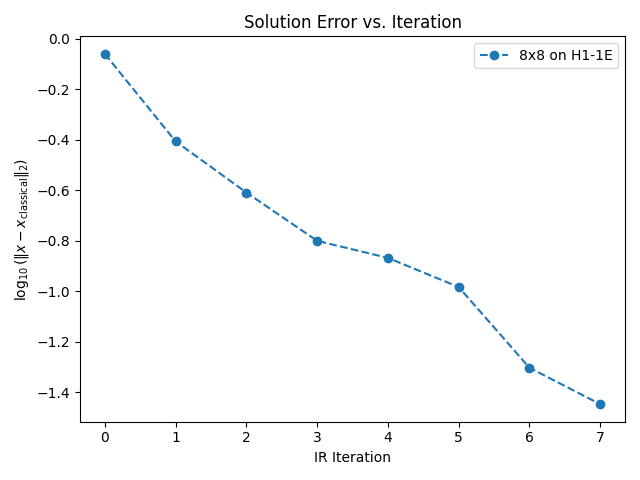 Solution Error vs. Iteration
8x8 on H1-1E
log₁₀(‖x − x_classical‖₂)
0.0
−0.2
−0.4
−0.6
−0.8
−1.0
−1.2
−1.4
0 1 2 3 4 5 6 7
IR Iteration